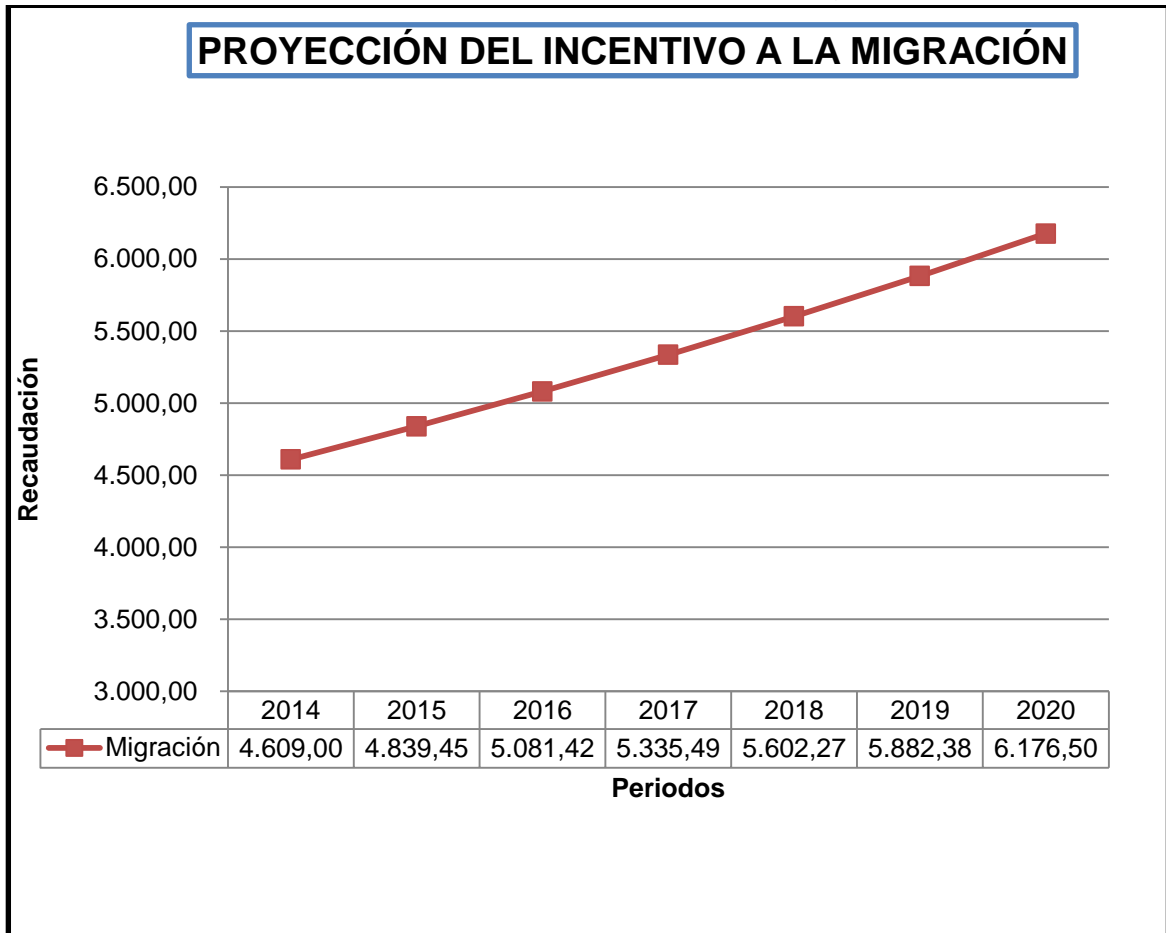 PROYECCIÓN DEL INCENTIVO A LA MIGRACIÓN
6.500,00
6.000,00
5.500,00
5.000,00
4.500,00
4.000,00
3.500,00
3.000,00
Recaudación
2014 2015 2016 2017 2018 2019 2020
Migración 4.609,00 4.839,45 5.081,42 5.335,49 5.602,27 5.882,38 6.176,50
Periodos